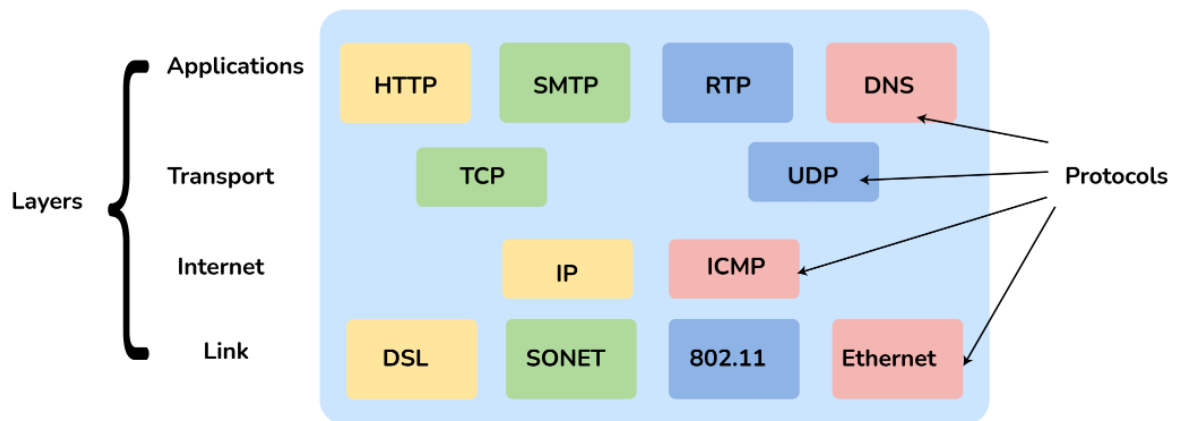 Applications
HTTP
SMTP
RTP
DNS
Transport
TCP
UDP
Protocols
Layers
Internet
IP
ICMP
Link
DSL
SONET
802.11
Ethernet